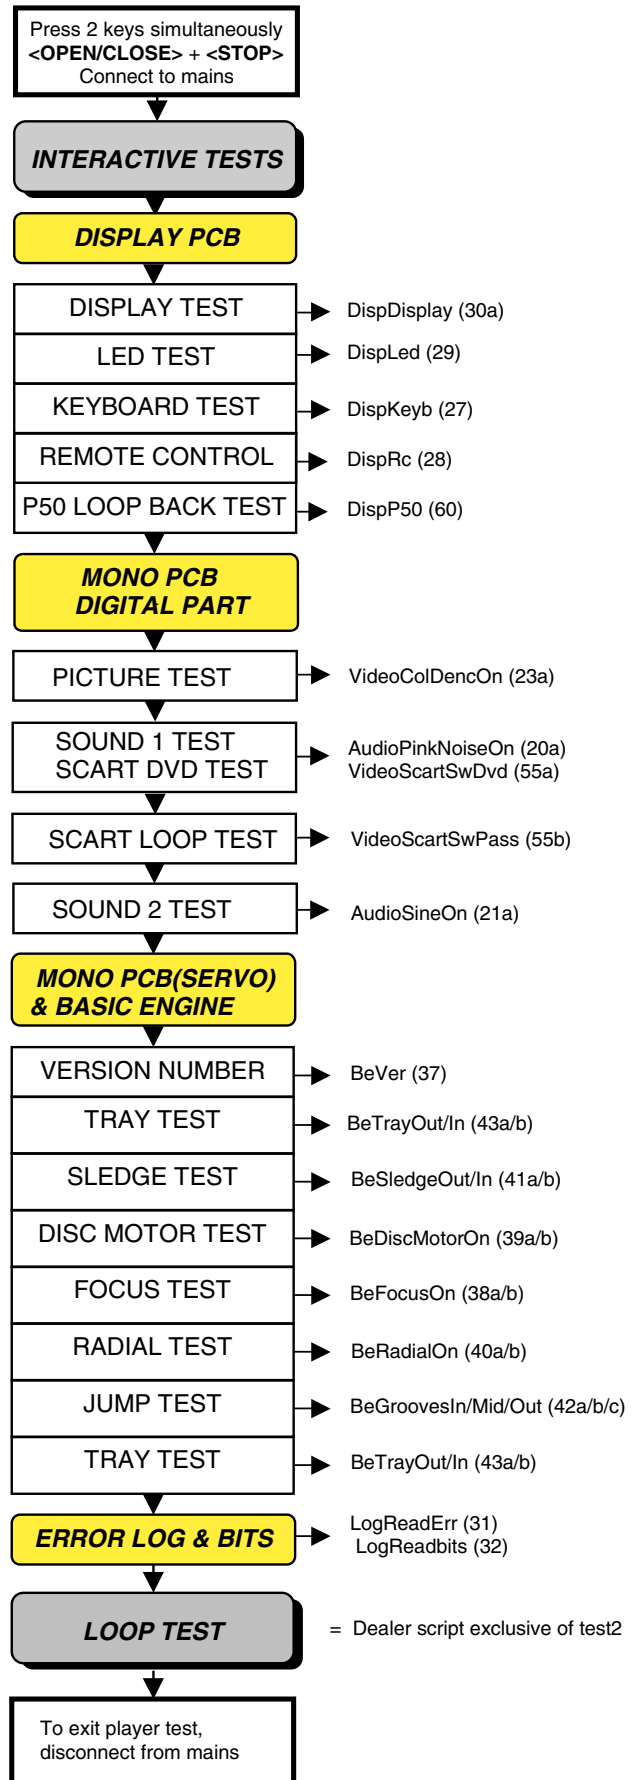 Press 2 keys simultaneously
<OPEN/CLOSE> + <STOP>
Connect to mains
INTERACTIVE TESTS
DISPLAY PCB
DISPLAY TEST
DispDisplay (30a)
LED TEST
DispLed (29)
KEYBOARD TEST
DispKeyb (27)
REMOTE CONTROL
DispRc (28)
P50 LOOP BACK TEST
DispP50 (60)
MONO PCB
DIGITAL PART
PICTURE TEST
VideoColDencOn (23a)
SOUND 1 TEST
AudioPinkNoiseOn (20a)
SCART DVD TEST
VideoScartSwDvd (55a)
SCART LOOP TEST
VideoScartSwPass (55b)
SOUND 2 TEST
AudioSineOn (21a)
MONO PCB(SERVO)
& BASIC ENGINE
VERSION NUMBER
BeVer (37)
TRAY TEST
BeTrayOut/In (43a/b)
SLEDGE TEST
BeSledgeOut/In (41a/b)
DISC MOTOR TEST
BeDiscMotorOn (39a/b)
FOCUS TEST
BeFocusOn (38a/b)
RADIAL TEST
BeRadialOn (40a/b)
JUMP TEST
BeGroovesIn/Mid/Out (42a/b/c)
TRAY TEST
BeTrayOut/In (43a/b)
ERROR LOG & BITS
LogReadErr (31)
LogReadbits (32)
LOOP TEST
= Dealer script exclusive of test2
To exit player test,
disconnect from mains